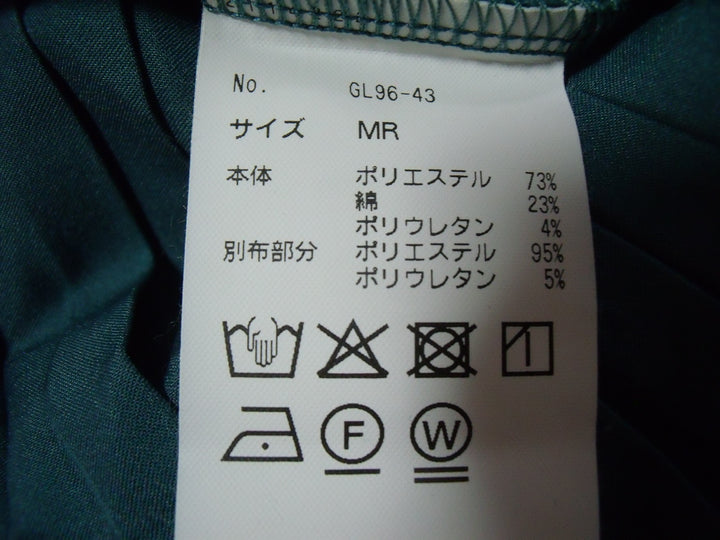 No. GL96-43
サイズ MR
本体 ポリエステル 73%
綿 23%
ポリウレタン 4%
別布部分 ポリエステル 95%
ポリウレタン 5%
F W